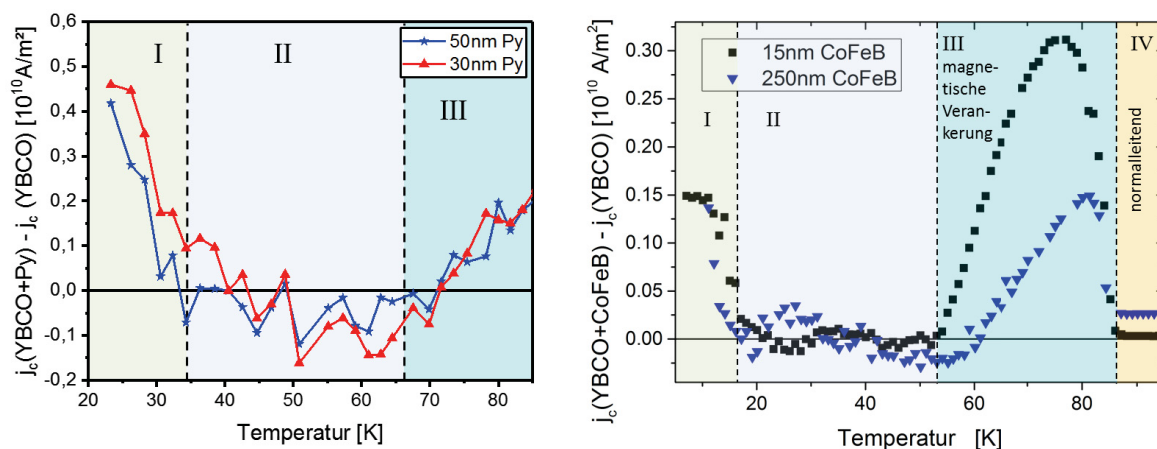 j_c(YBCO+Py) - j_c (YBCO) [10^10 A/m²]
0,6
0,5
0,4
0,3
0,2
0,1
0,0
-0,1
-0,2
I
II
III
50nm Py
30nm Py
20
30
40
50
60
70
80
Temperatur [K]
j_c(YBCO+CoFeB) - j_c(YBCO) [10^10 A/m^2]
0.30
0.25
0.20
0.15
0.10
0.05
0.00
15nm CoFeB
250nm CoFeB
I
II
III
magne-
tische
Veran-
kerung
IV
normalleitend
20
40
60
80
Temperatur [K]